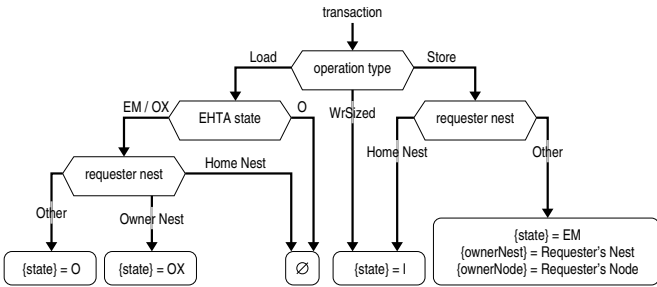 transaction
operation type
Load
Store
EM / OX
EHTA state
O
WrSized
requester nest
Home Nest
Other
requester nest
Home Nest
Other
Owner Nest
{state} = O
{state} = OX
∅
{state} = I
{state} = EM
{ownerNest} = Requester's Nest
{ownerNode} = Requester's Node